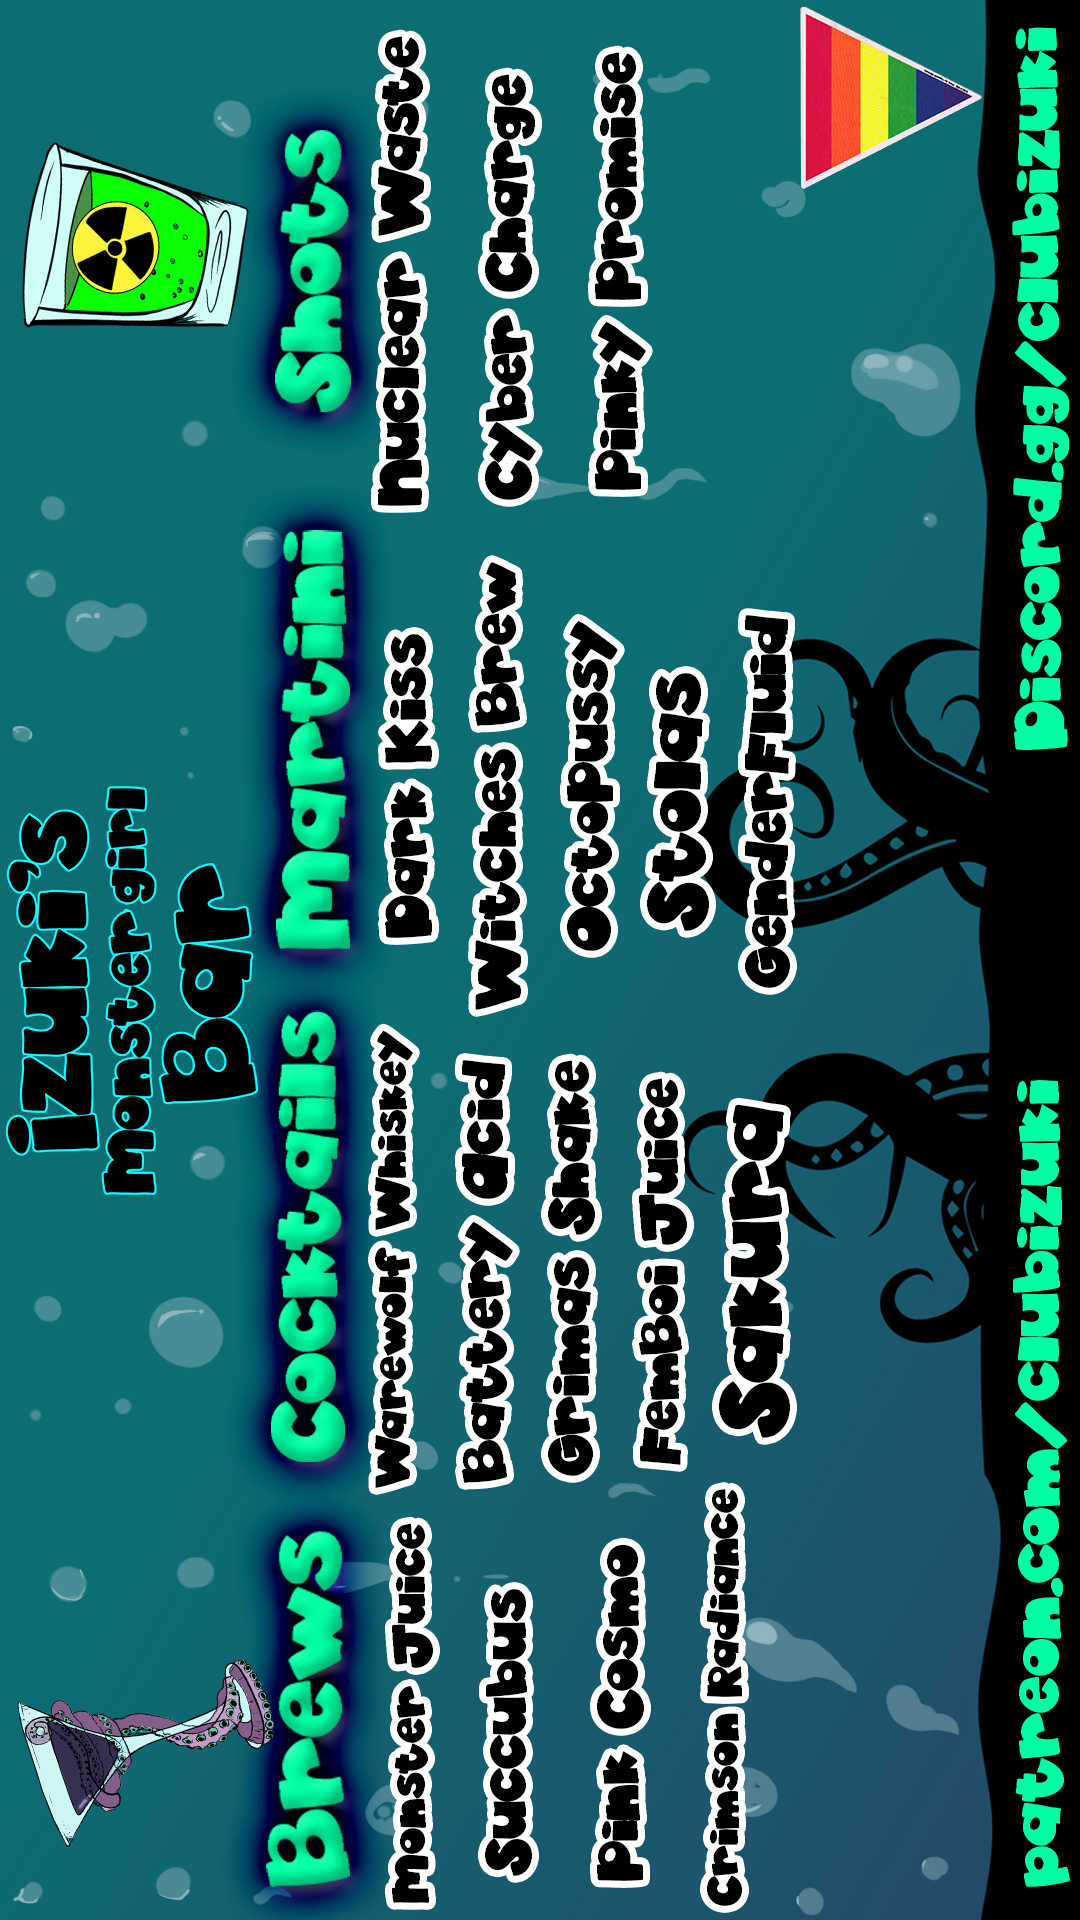 izuki's
Monster girl
Bar
Brews
Monster Juice
Succubus
Pink Cosmo
Crimson Radiance
Cocktails
Warewolf Whiskey
Battery Acid
Grimas Shake
FemBoi Juice
Sakura
Martini
Dark Kiss
Witches Brew
Octopussy
Stolas
GenderFluid
Shots
Nuclear Waste
Cyber Charge
Pinky Promise
patreon.com/clubizuki
Discord.gg/clubizuki